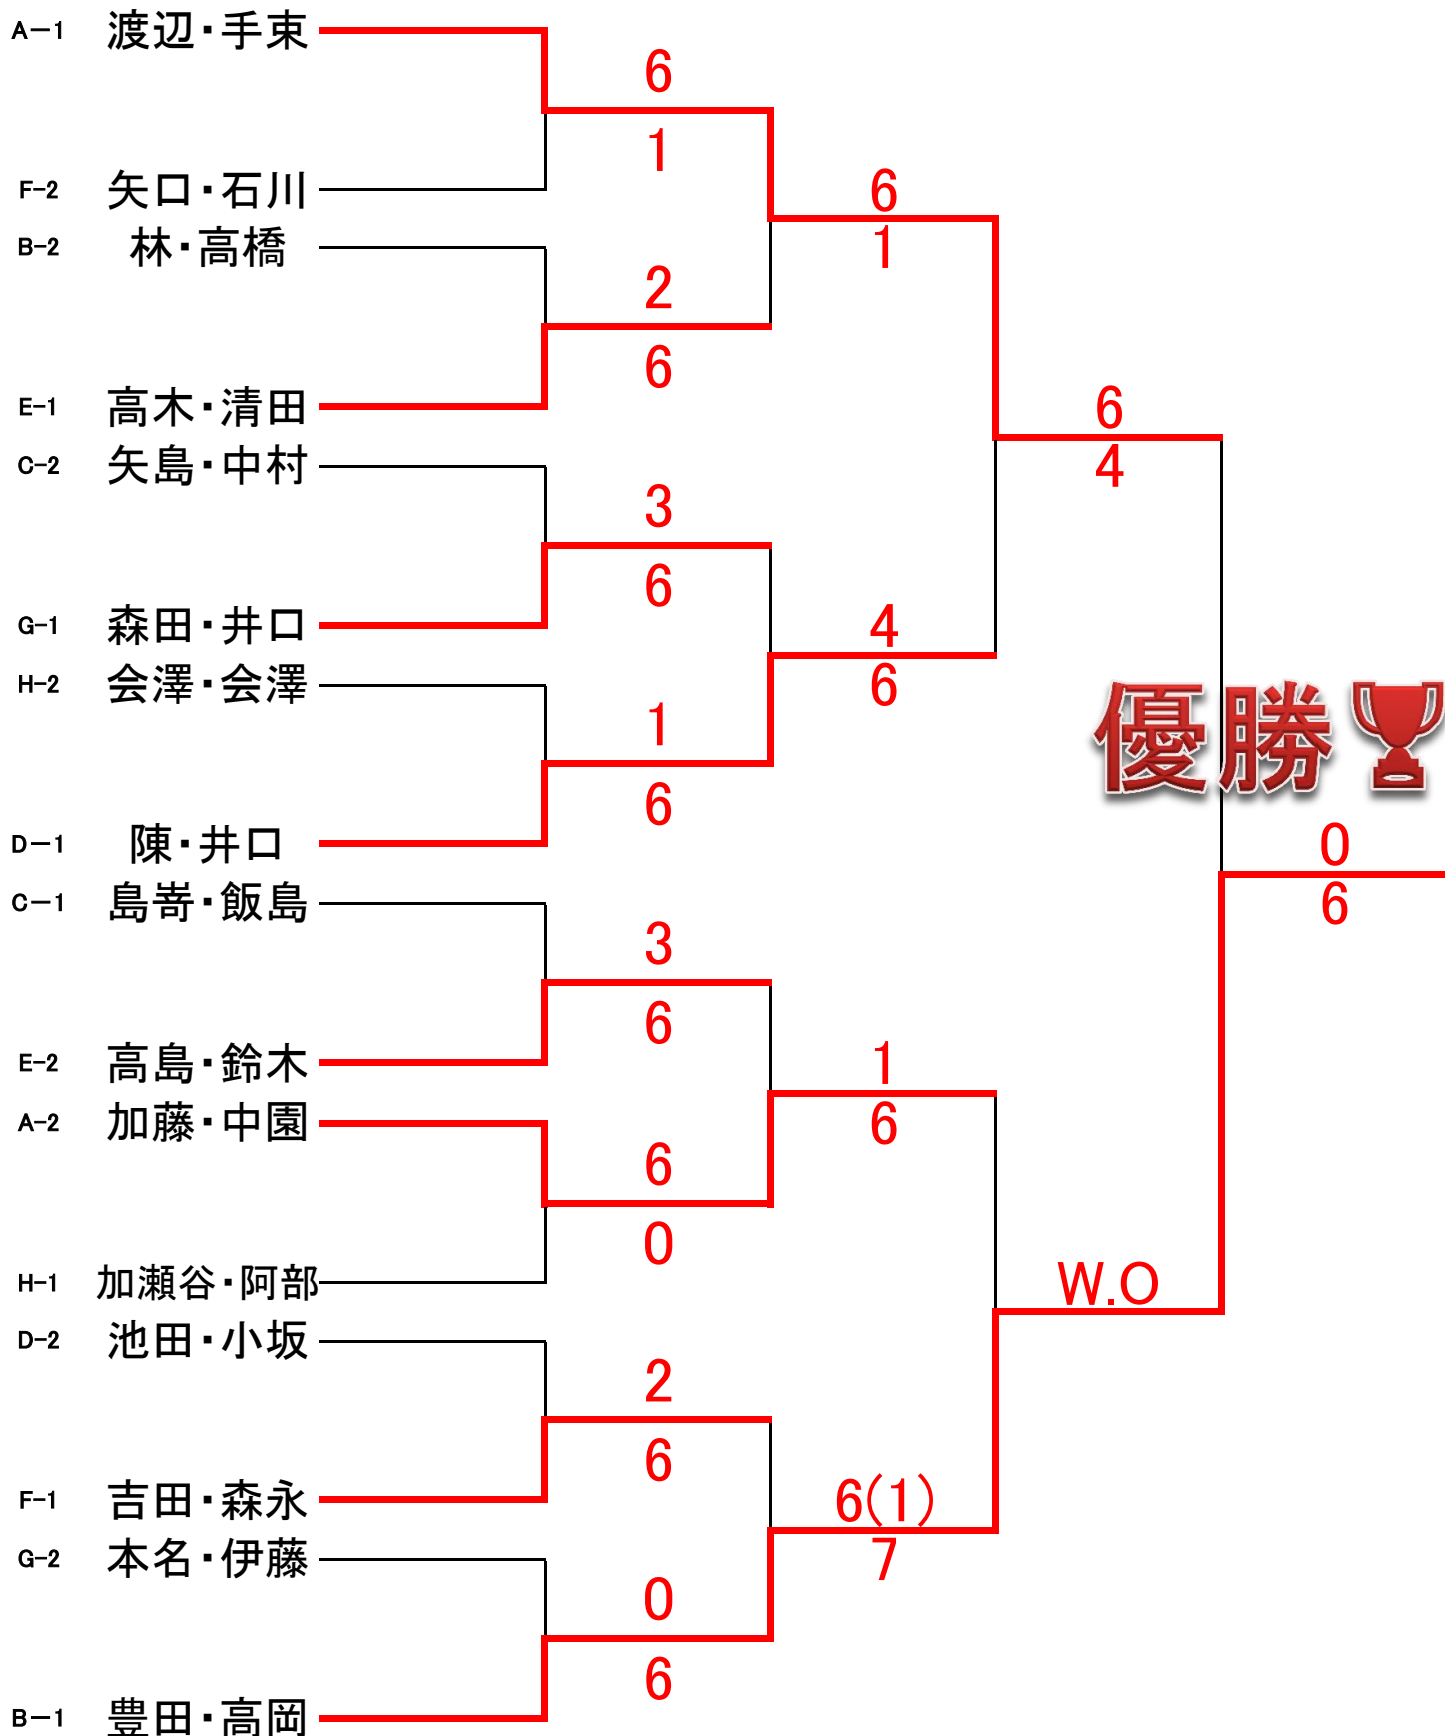 A－1 渡辺・手束
6
1
F-2 矢口・石川
6
1
B-2 林・高橋
2
6
E-1 高木・清田
6
4
C-2 矢島・中村
3
6
G-1 森田・井口
4
6
H-2 会澤・会澤
優勝
1
6
D－1 陳・井口
0
6
C－1 島嵜・飯島
3
6
E-2 高島・鈴木
1
6
A-2 加藤・中園
6
0
H-1 加瀬谷・阿部
W.O
D-2 池田・小坂
2
6
F-1 吉田・森永
6(1)
7
G-2 本名・伊藤
0
6
B－1 豊田・高岡